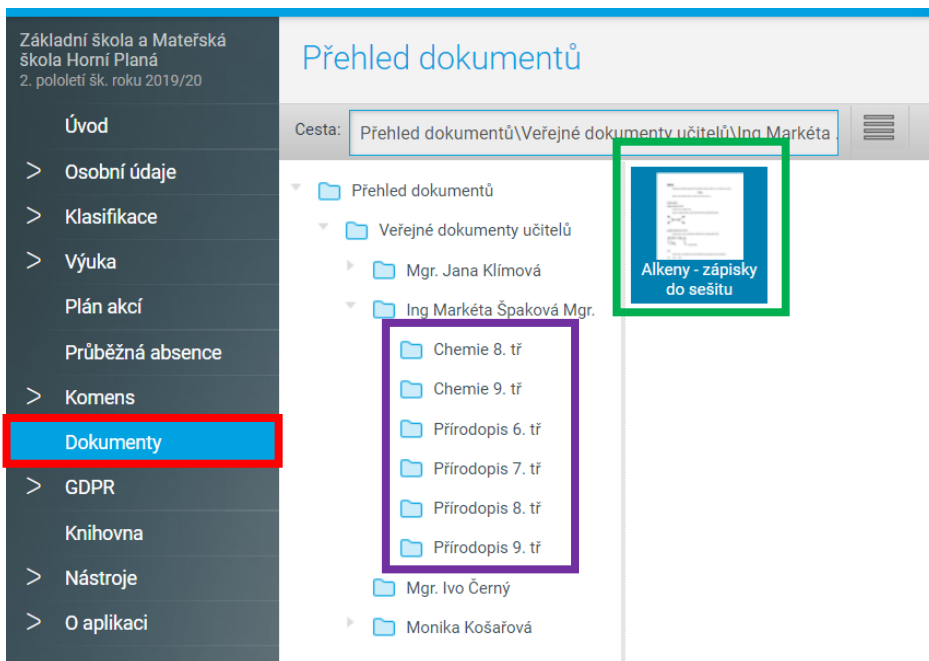 Základní škola a Mateřská
škola Horní Planá
2. pololetí šk. roku 2019/20
Úvod
> Osobní údaje
> Klasifikace
> Výuka
Plán akcí
Průběžná absence
> Komens
Dokumenty
> GDPR
Knihovna
> Nástroje
> O aplikaci
Přehled dokumentů
Cesta: Přehled dokumentů\Veřejné dokumenty učitelů\Ing Markéta .
Přehled dokumentů
Veřejné dokumenty učitelů
Mgr. Jana Klímová
Ing Markéta Špaková Mgr.
Chemie 8. tř
Chemie 9. tř
Přírodopis 6. tř
Přírodopis 7. tř
Přírodopis 8. tř
Přírodopis 9. tř
Mgr. Ivo Černý
Monika Košařová
Alkeny - zápisky
do sešitu